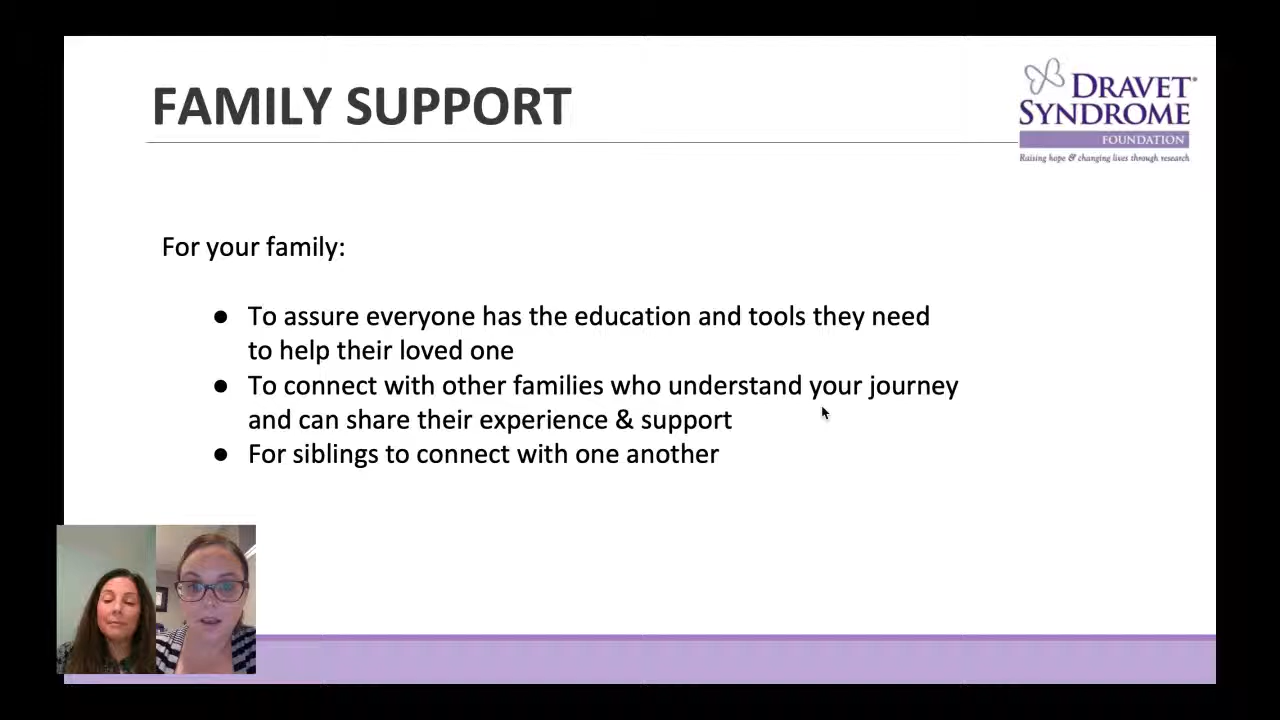 FAMILY SUPPORT
DRAVET
SYNDROME
FOUNDATION
Raising hope & changing lives through research
For your family:
● To assure everyone has the education and tools they need
to help their loved one
● To connect with other families who understand your journey
and can share their experience & support
● For siblings to connect with one another